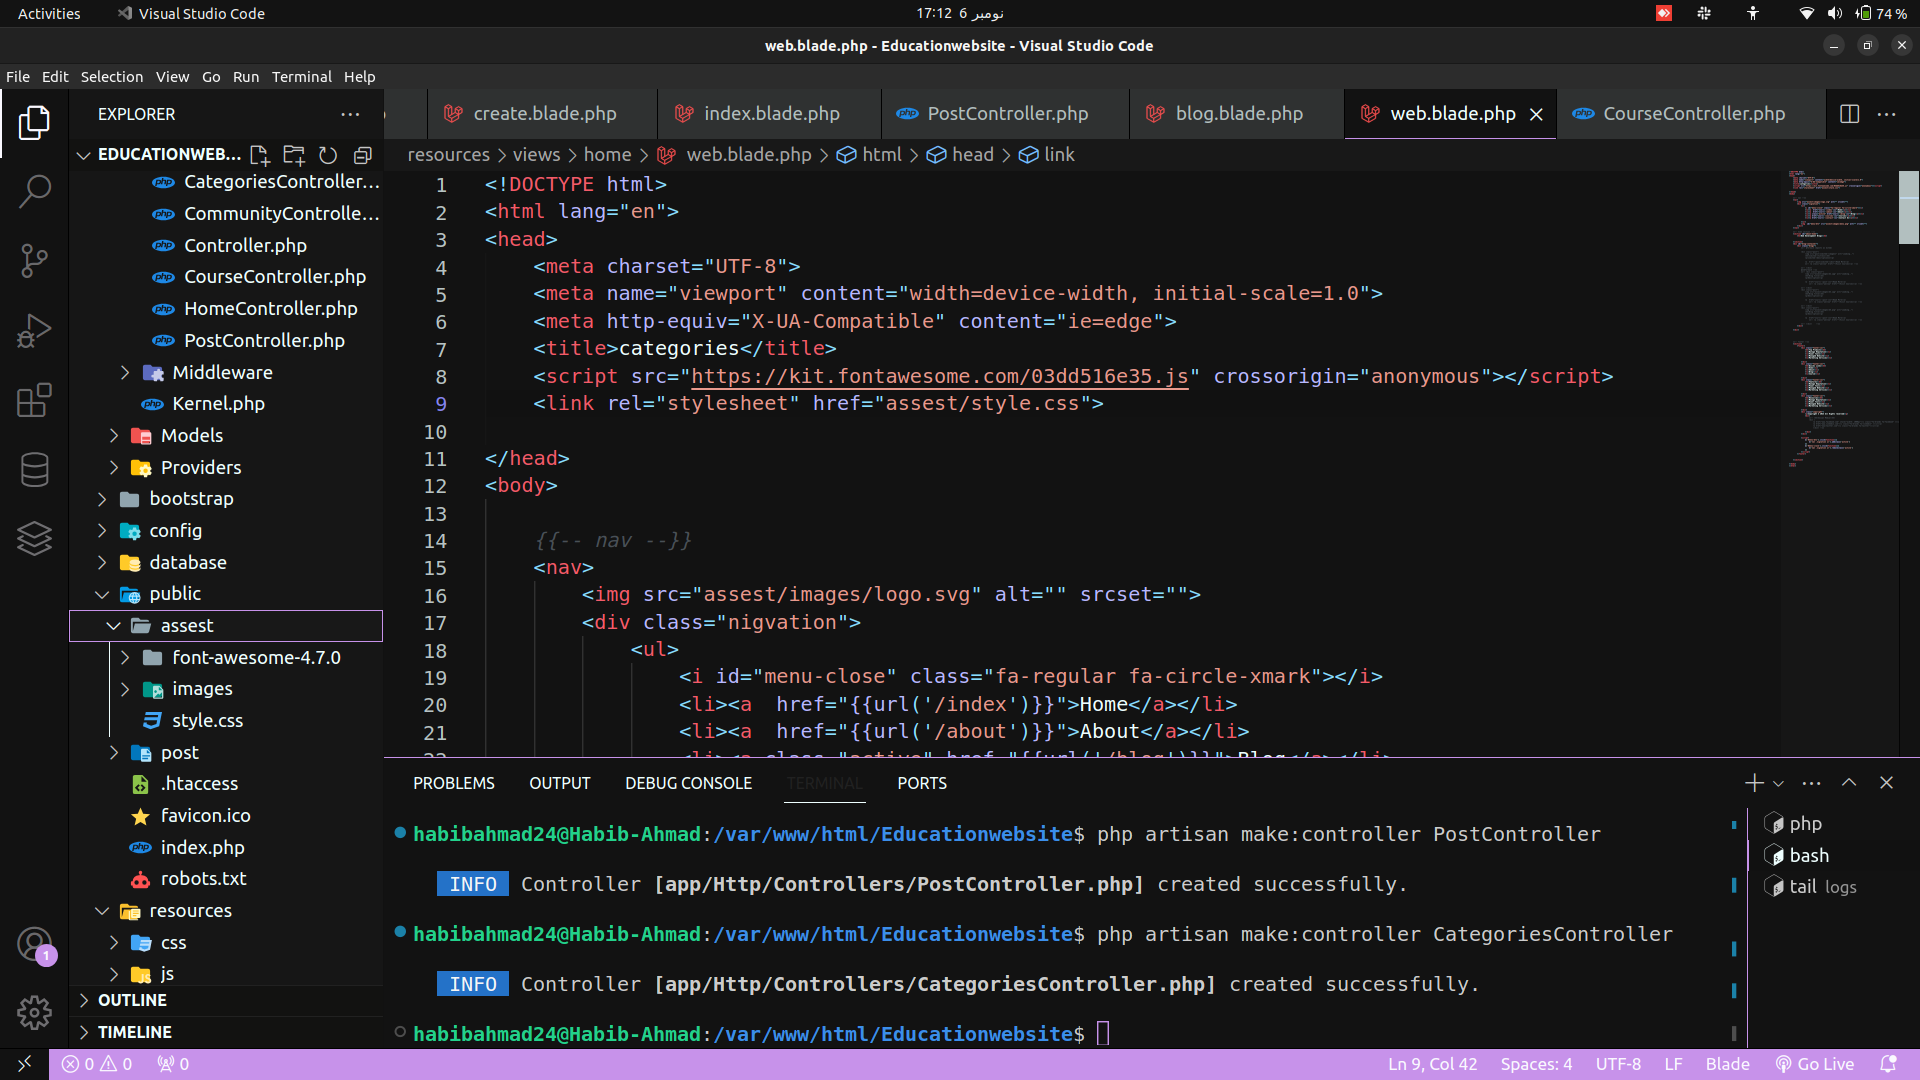 Activities
Visual Studio Code
17:12 6 نومبر
74 %
web.blade.php - Educationwebsite - Visual Studio Code
File Edit Selection View Go Run Terminal Help
EXPLORER
create.blade.php
index.blade.php
PostController.php
blog.blade.php
web.blade.php
CourseController.php
EDUCATIONWEB...
resources > views > home > web.blade.php > html > head > link
CategoriesController...
CommunityControlle...
Controller.php
CourseController.php
HomeController.php
PostController.php
Middleware
Kernel.php
Models
Providers
bootstrap
config
database
public
assest
font-awesome-4.7.0
images
style.css
post
.htaccess
favicon.ico
index.php
robots.txt
resources
css
js
OUTLINE
TIMELINE
1 <!DOCTYPE html>
2 <html lang="en">
3 <head>
4 <meta charset="UTF-8">
5 <meta name="viewport" content="width=device-width, initial-scale=1.0">
6 <meta http-equiv="X-UA-Compatible" content="ie=edge">
7 <title>categories</title>
8 <script src="https://kit.fontawesome.com/03dd516e35.js" crossorigin="anonymous"></script>
9 <link rel="stylesheet" href="assest/style.css">
10
11 </head>
12 <body>
13
14 {{-- nav --}}
15 <nav>
16 <img src="assest/images/logo.svg" alt="" srcset="">
17 <div class="nigvation">
18 <ul>
19 <i id="menu-close" class="fa-regular fa-circle-xmark"></i>
20 <li><a  href="{{url('/index')}}">Home</a></li>
21 <li><a  href="{{url('/about')}}">About</a></li>
22 <li><a class="active" href="{{url('/blog')}}">Blog</a></li>
PROBLEMS OUTPUT DEBUG CONSOLE TERMINAL PORTS
habibahmad24@Habib-Ahmad:/var/www/html/Educationwebsite$ php artisan make:controller PostController
INFO Controller [app/Http/Controllers/PostController.php] created successfully.
habibahmad24@Habib-Ahmad:/var/www/html/Educationwebsite$ php artisan make:controller CategoriesController
INFO Controller [app/Http/Controllers/CategoriesController.php] created successfully.
habibahmad24@Habib-Ahmad:/var/www/html/Educationwebsite$
php
bash
tail logs
1
0 0 0
Ln 9, Col 42 Spaces: 4 UTF-8 LF Blade Go Live